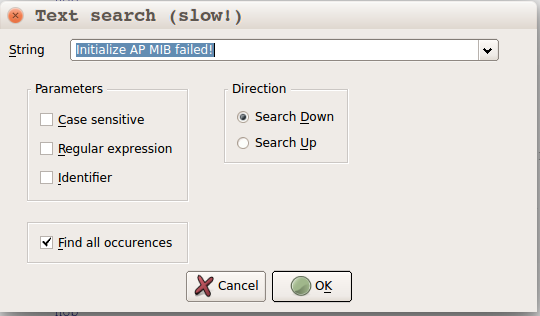 Text search (slow!)
String Initialize AP MIB failed!
Parameters
Case sensitive
Regular expression
Identifier
Direction
Search Down
Search Up
Find all occurences
Cancel OK